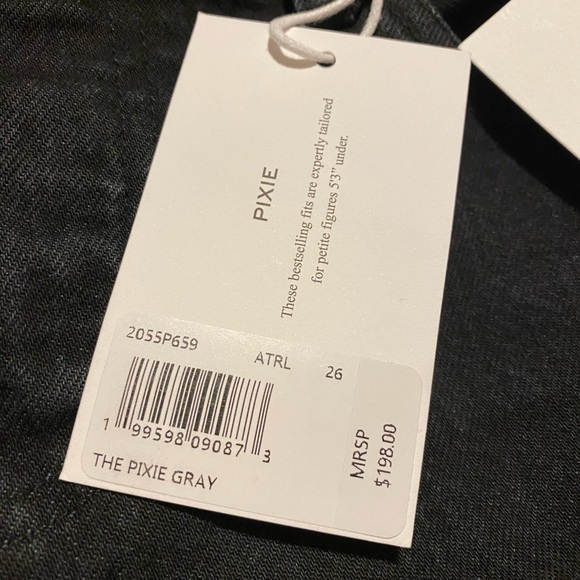 PIXIE
These bestselling fits are expertly tailored
for petite figures 5'3" under.
2055P659
ATRL 26
1 99598 09087 3
THE PIXIE GRAY
MRSP
$198.00